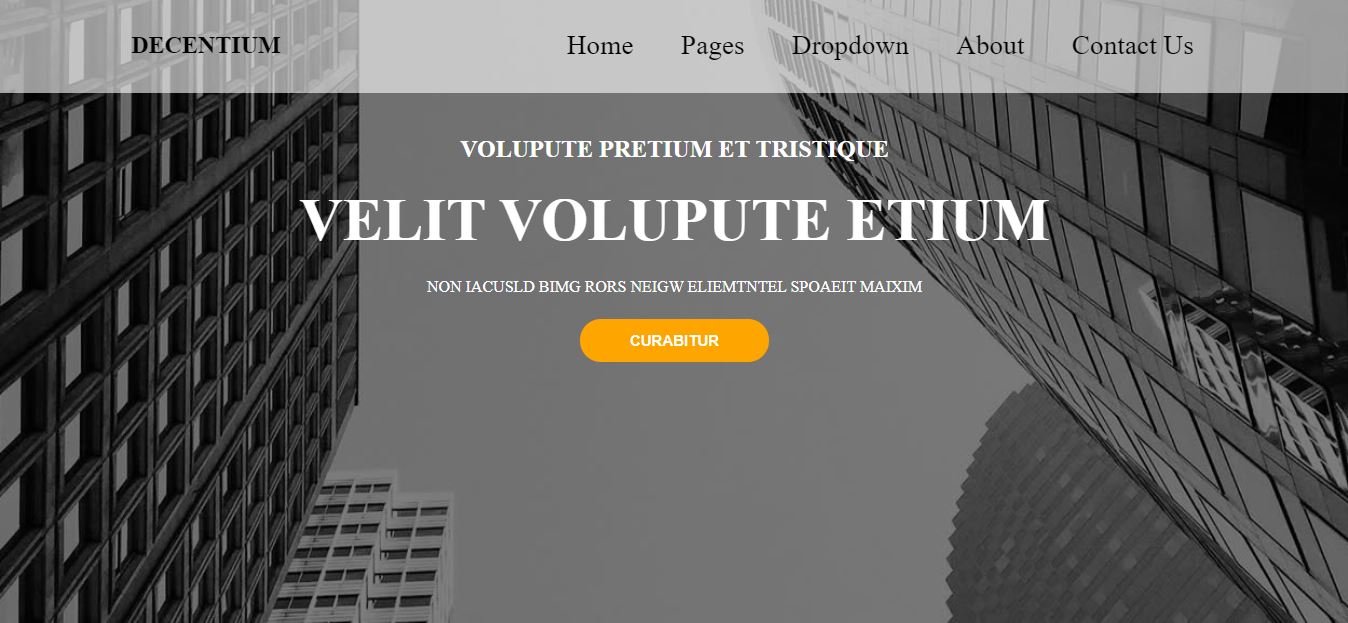 DECENTIUM Home Pages Dropdown About Contact Us
VOLUPUTE PRETIUM ET TRISTIQUE
VELIT VOLUPUTE ETIUM
NON IACUSLD BIMG RORS NEIGW ELIEMTNTEL SPOAEIT MAIXIM
CURABITUR